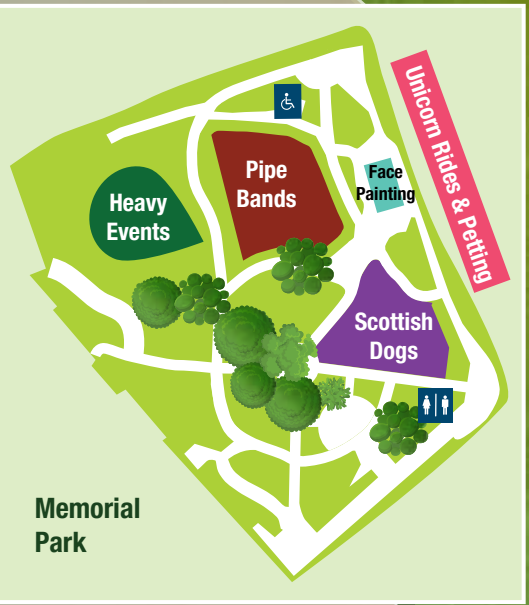 Unicorn Rides & Petting
Pipe
Bands
Face
Painting
Heavy
Events
Scottish
Dogs
Memorial
Park